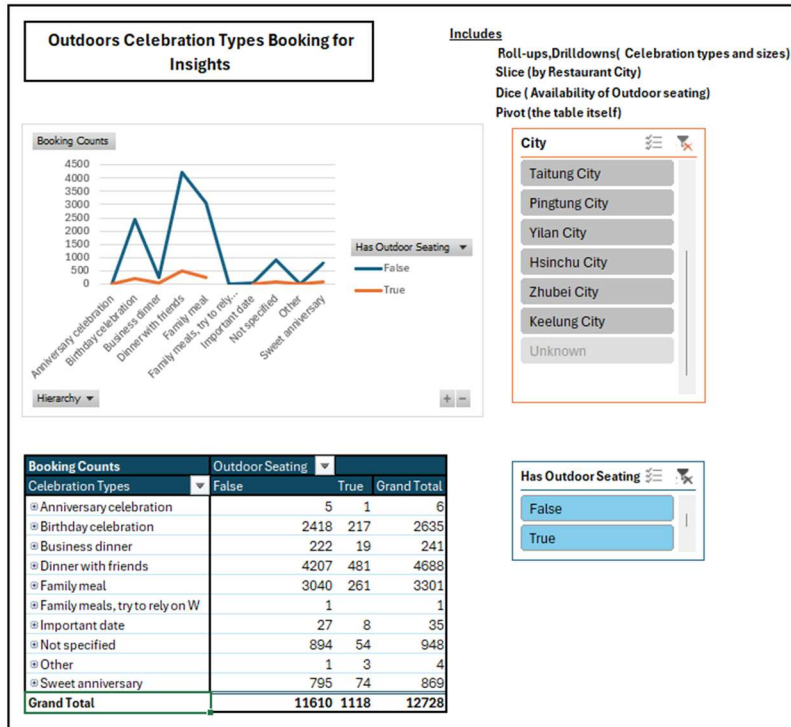 Outdoors Celebration Types Booking for
Insights
Includes
Roll-ups,Drilldowns( Celebration types and sizes)
Slice (by Restaurant City)
Dice ( Availability of Outdoor seating)
Pivot (the table itself)
Booking Counts
4500
4000
3500
3000
2500
2000
1500
1000
500
0
Anniversary celebration
Birthday celebration
Business dinner
Dinner with friends
Family meal
Family meals, try to rely...
Important date
Not specified
Other
Sweet anniversary
Has Outdoor Seating
False
True
Hierarchy
+ −
City
Taitung City
Pingtung City
Yilan City
Hsinchu City
Zhubei City
Keelung City
Unknown
Booking Counts Outdoor Seating
Celebration Types False True Grand Total
Anniversary celebration 5 1 6
Birthday celebration 2418 217 2635
Business dinner 222 19 241
Dinner with friends 4207 481 4688
Family meal 3040 261 3301
Family meals, try to rely on W 1 1
Important date 27 8 35
Not specified 894 54 948
Other 1 3 4
Sweet anniversary 795 74 869
Grand Total 11610 1118 12728
Has Outdoor Seating
False
True